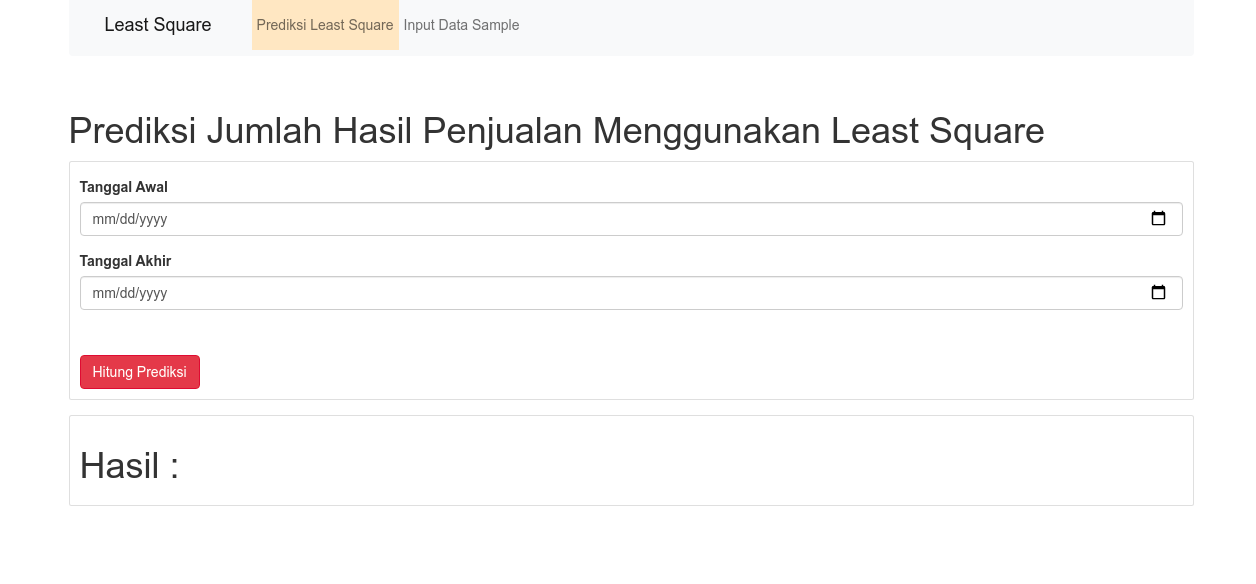 Least Square Prediksi Least Square Input Data Sample
Prediksi Jumlah Hasil Penjualan Menggunakan Least Square
Tanggal Awal
mm/dd/yyyy
Tanggal Akhir
mm/dd/yyyy
Hitung Prediksi
Hasil :